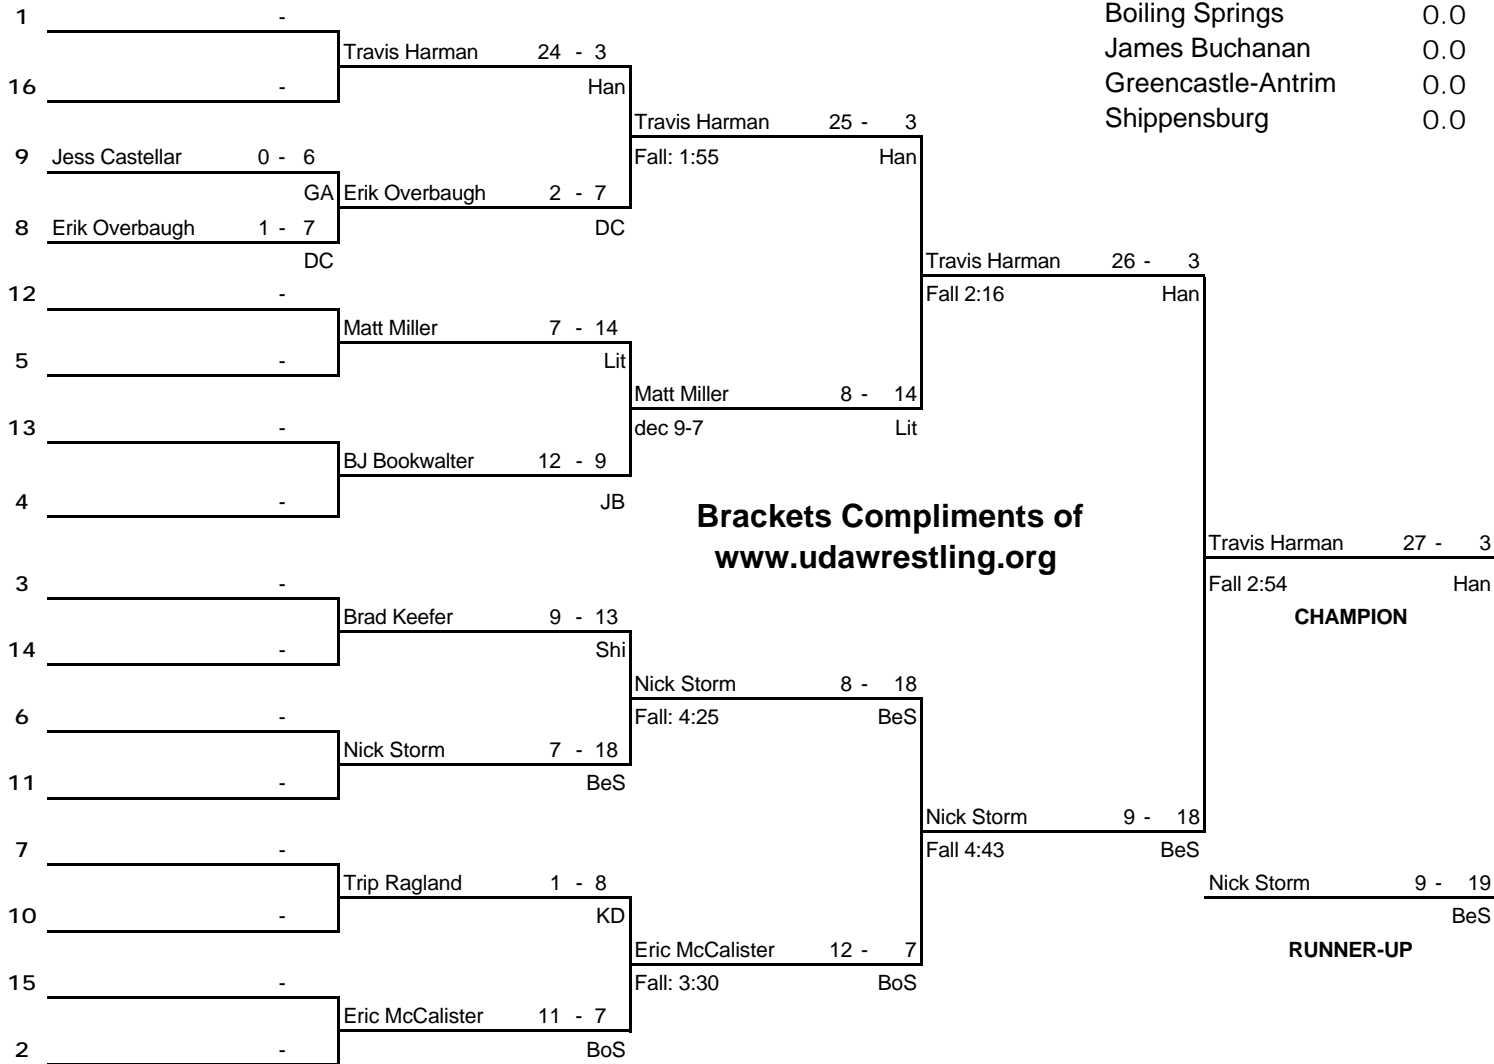 Boiling Springs 0.0
James Buchanan 0.0
Greencastle-Antrim 0.0
Shippensburg 0.0
1 -
Travis Harman 24 - 3
Han
16 -
Travis Harman 25 - 3
Fall: 1:55 Han
9 Jess Castellar 0 - 6
GA
Erik Overbaugh 2 - 7
DC
8 Erik Overbaugh 1 - 7
DC
Travis Harman 26 - 3
Fall 2:16 Han
12 -
Matt Miller 7 - 14
Lit
5 -
Matt Miller 8 - 14
dec 9-7 Lit
13 -
BJ Bookwalter 12 - 9
JB
4 -
Brackets Compliments of
www.udawrestling.org
Travis Harman 27 - 3
Fall 2:54 Han
CHAMPION
3 -
Brad Keefer 9 - 13
Shi
14 -
Nick Storm 8 - 18
Fall: 4:25 BeS
6 -
Nick Storm 7 - 18
BeS
11 -
Nick Storm 9 - 18
Fall 4:43 BeS
7 -
Trip Ragland 1 - 8
KD
10 -
Nick Storm 9 - 19
BeS
RUNNER-UP
Eric McCalister 12 - 7
Fall: 3:30 BoS
15 -
Eric McCalister 11 - 7
BoS
2 -